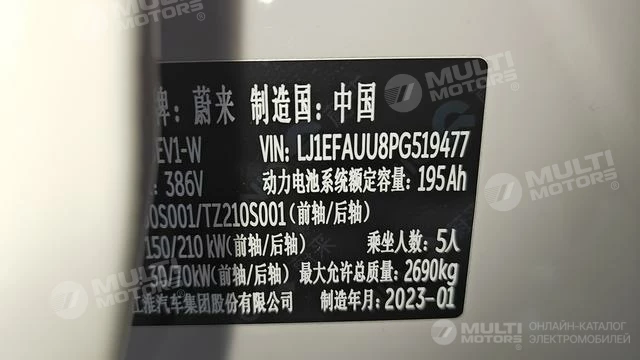 牌: 蔚来 制造国: 中国
EV1-W VIN: LJ1EFAUU8PG519477
: 386V 动力电池系统额定容量: 195Ah
0S001/TZ210S001(前轴/后轴)
150/210 kW(前轴/后轴) 乘坐人数: 5人
/70kW(前轴/后轴) 最大允许总质量: 2690kg
江淮汽车集团股份有限公司 制造年月: 2023-01
MULTI MOTORS
MULTI MOTORS
MULTI MOTORS
MULTI MOTORS
MULTI MOTORS ОНЛАЙН-КАТАЛОГ ЭЛЕКТРОМОБИЛЕЙ